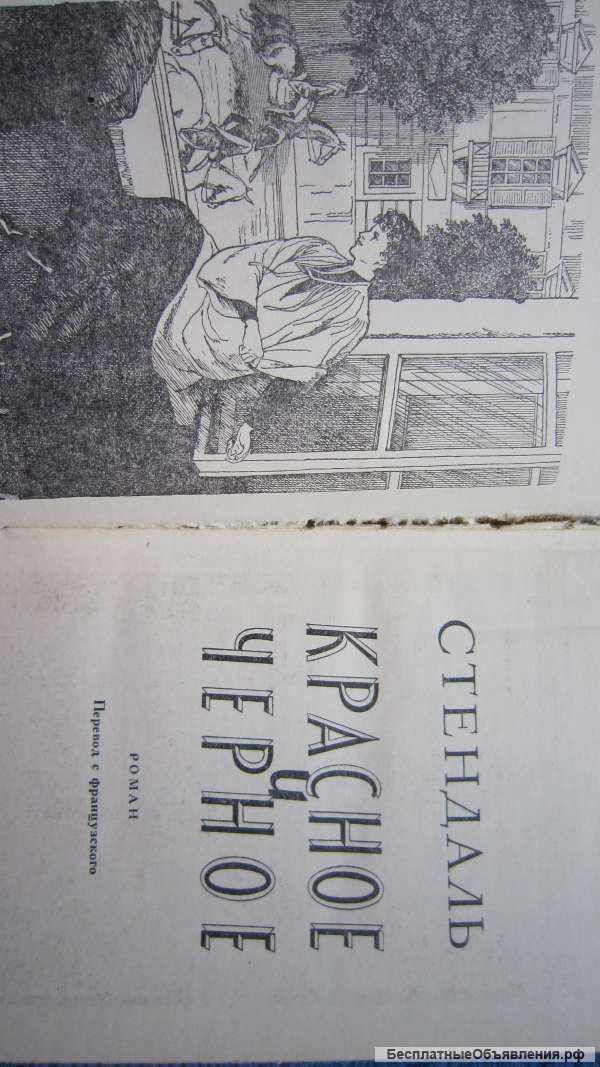 СТЕНДАЛЬ
КРАСНОЕ
и
ЧЕРНОЕ
РОМАН
Перевод с французского
БесплатныеОбъявления.рф